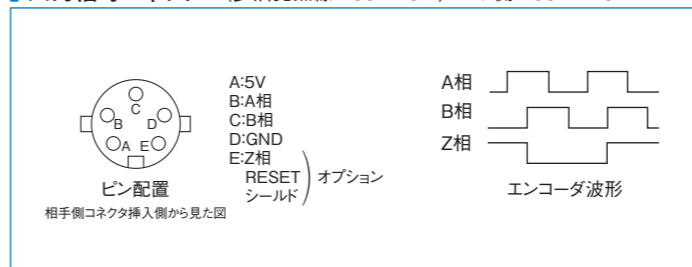 C
B
D
A
E
ピン配置
相手側コネクタ挿入側から見た図
A:5V
B:A相
C:B相
D:GND
E:Z相
RESET
シールド
オプション
A相
B相
Z相
エンコーダ波形